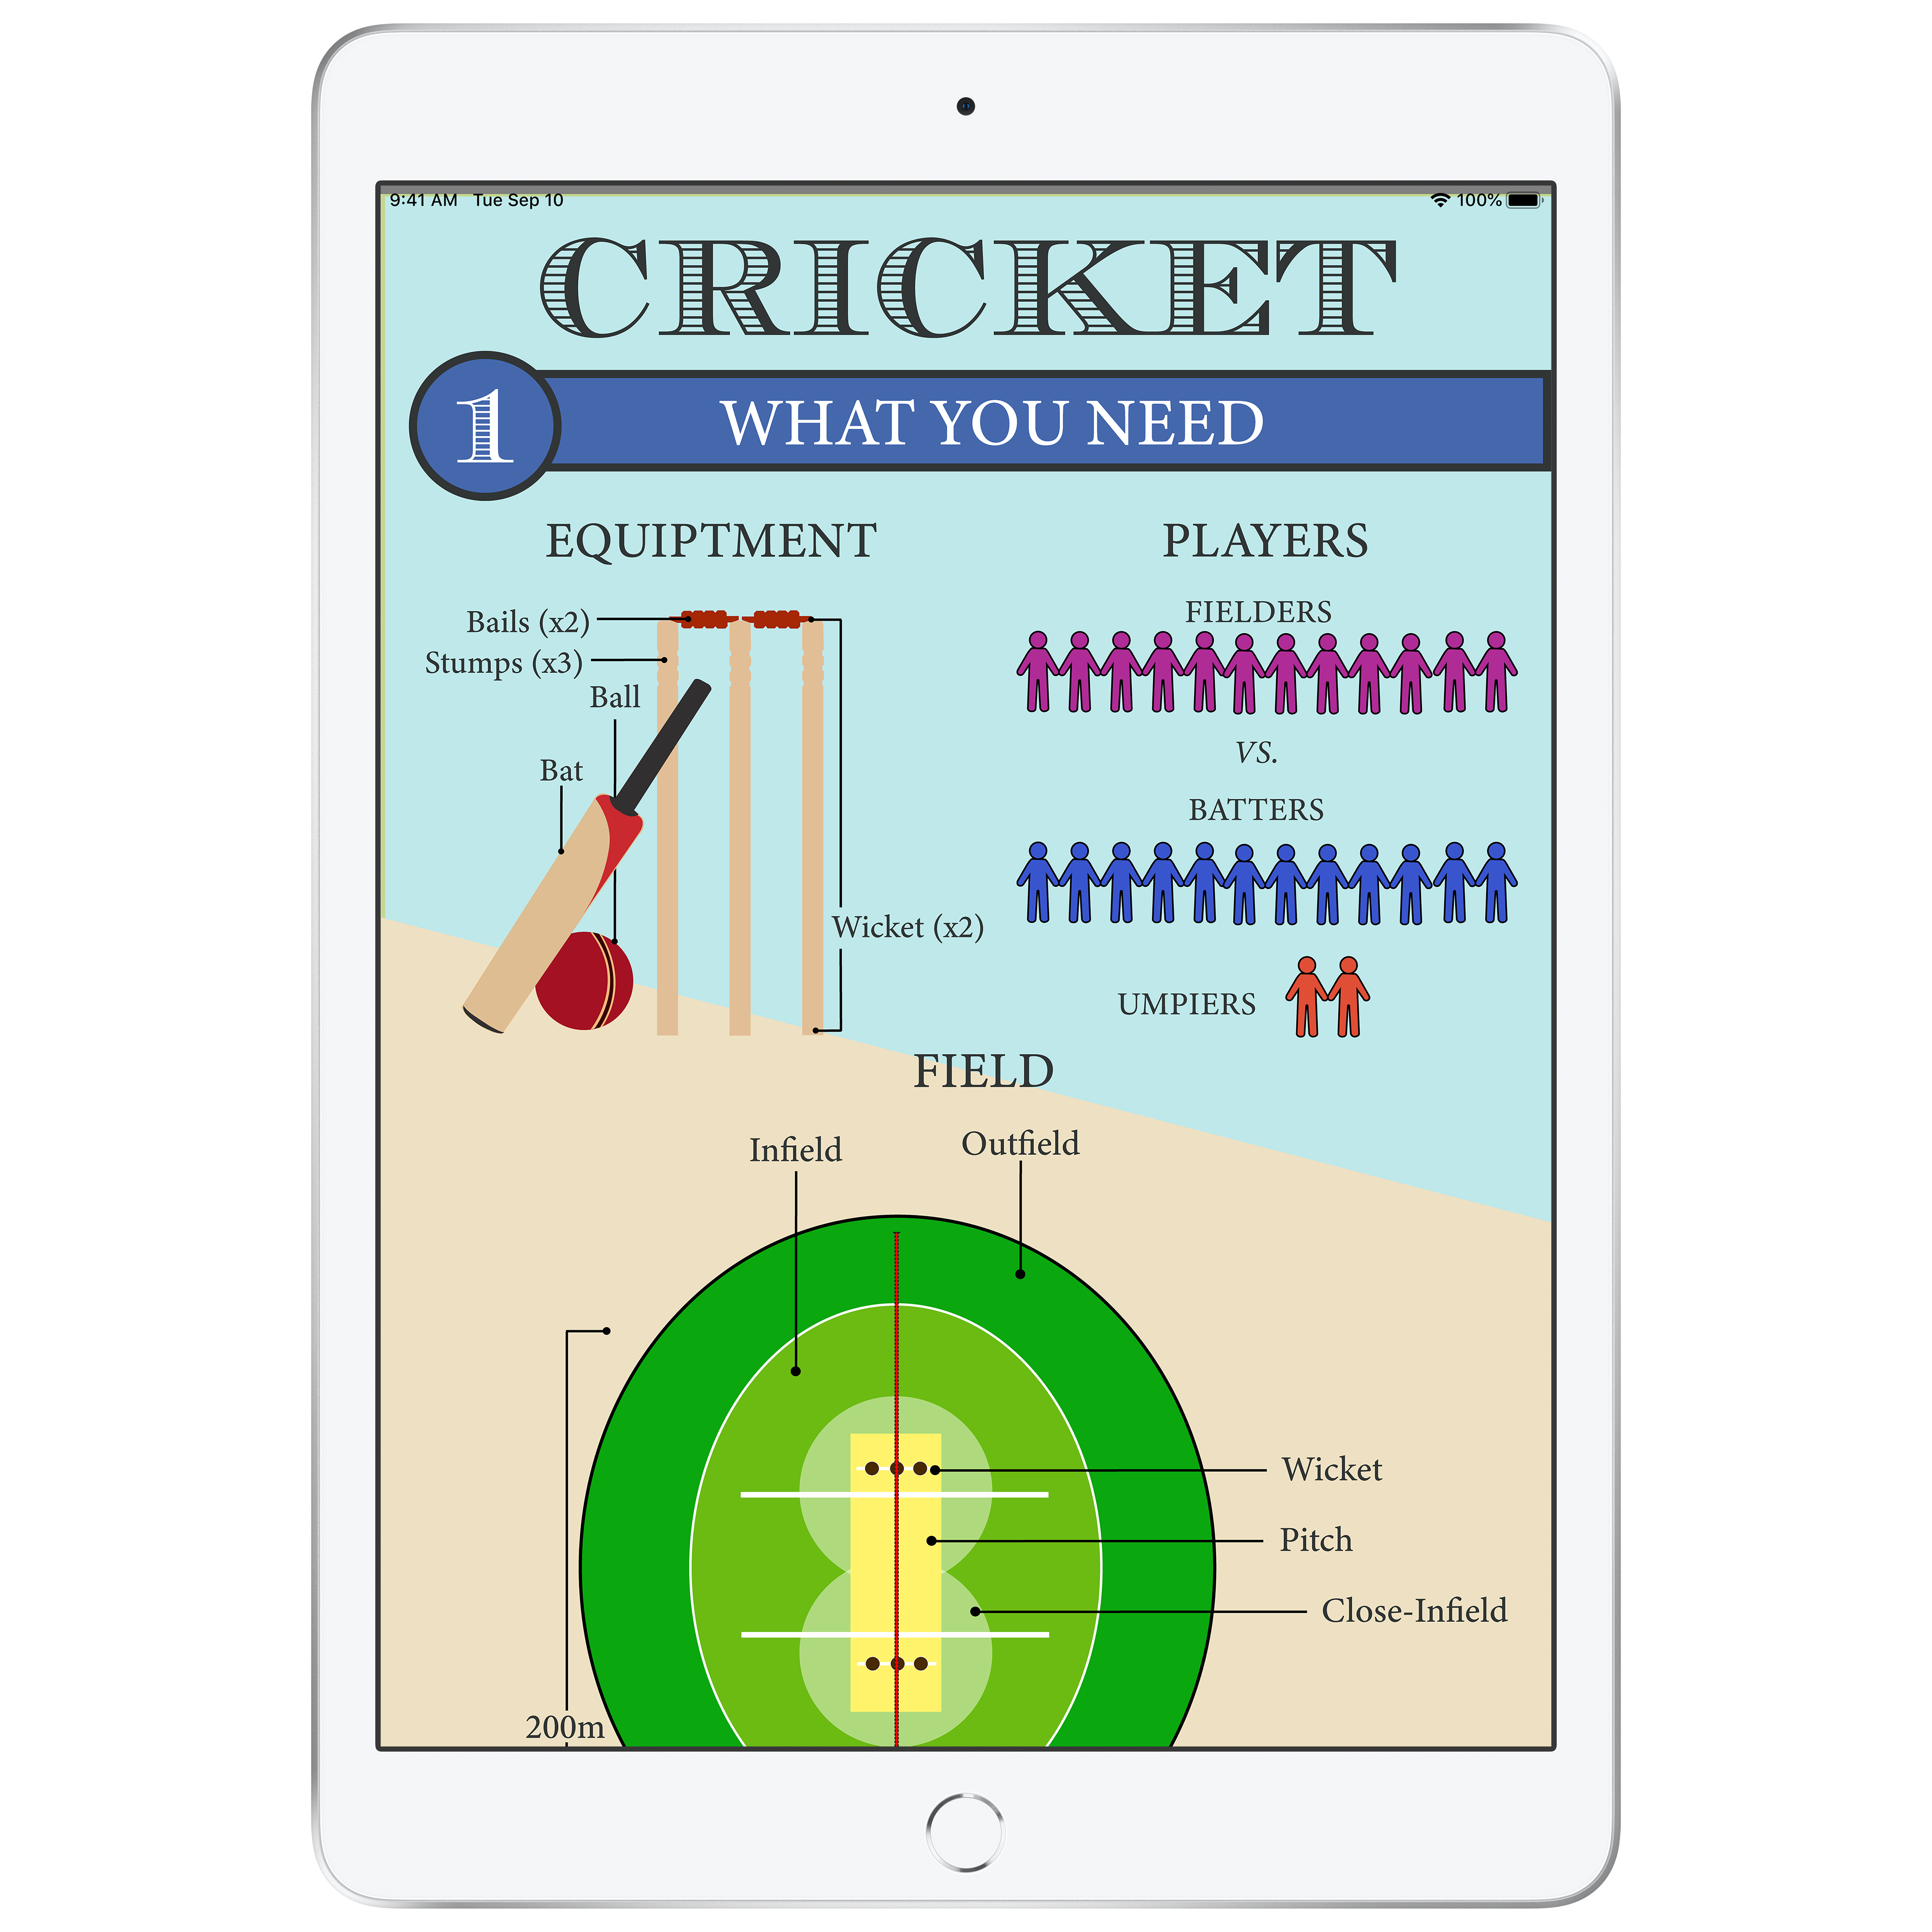 9:41 AM Tue Sep 10 100%
CRICKET
1 WHAT YOU NEED
EQUIPTMENT
Bails (x2)
Stumps (x3)
Ball
Bat
Wicket (x2)
PLAYERS
FIELDERS
VS.
BATTERS
UMPIERS
FIELD
Infield
Outfield
Wicket
Pitch
Close-Infield
200m